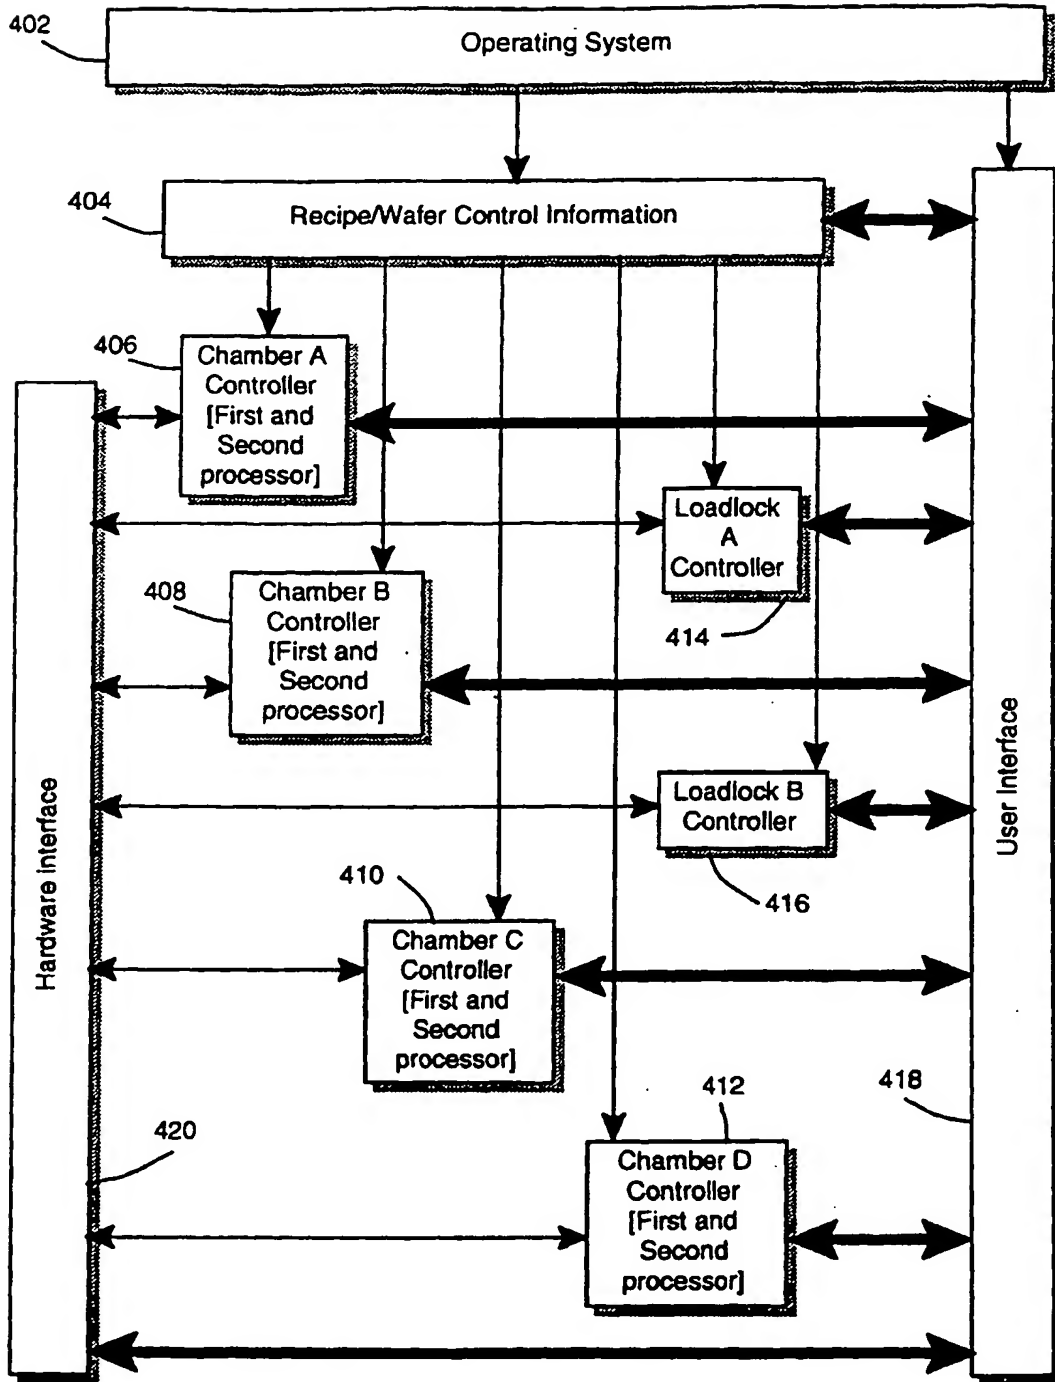 402
Operating System
404
Recipe/Wafer Control Information
406
Chamber A
Controller
[First and
Second
processor]
Loadlock
A
Controller
414
408
Chamber B
Controller
[First and
Second
processor]
Loadlock B
Controller
416
410
Chamber C
Controller
[First and
Second
processor]
412
Chamber D
Controller
[First and
Second
processor]
418
420
Hardware interface
User Interface